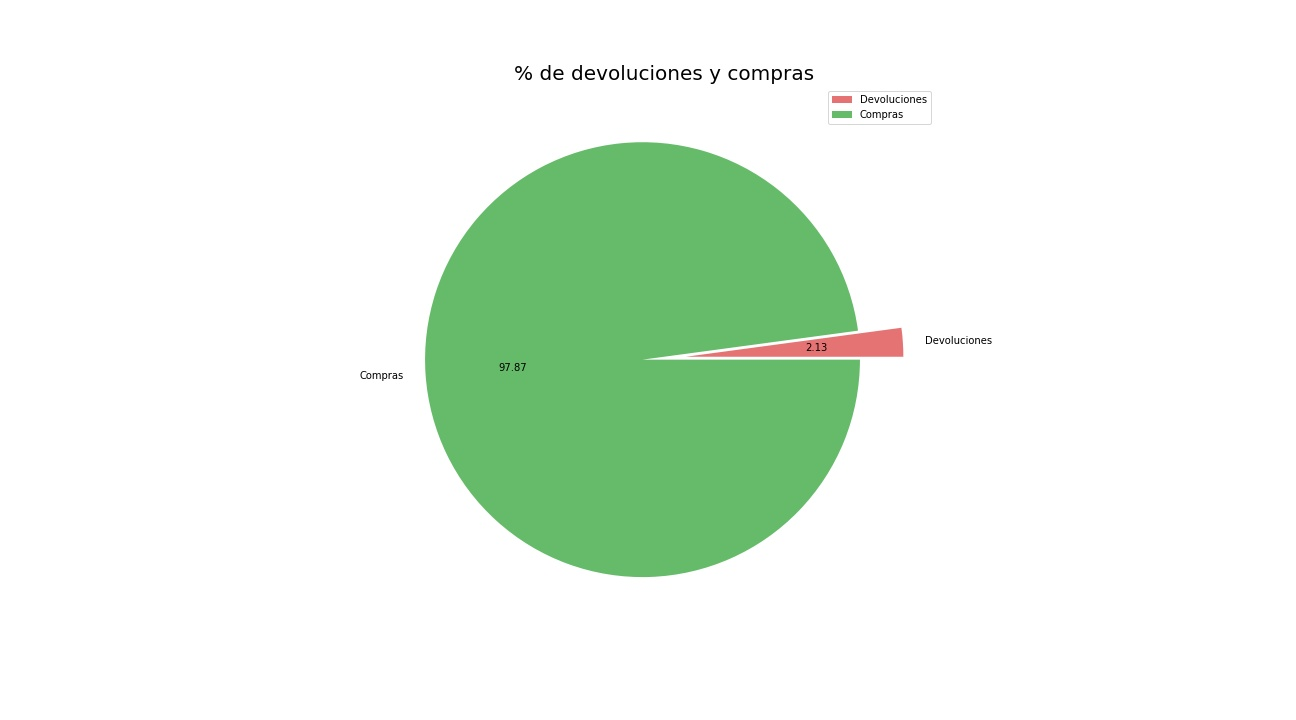 % de devoluciones y compras
Devoluciones
Compras
2.13
Devoluciones
97.87
Compras